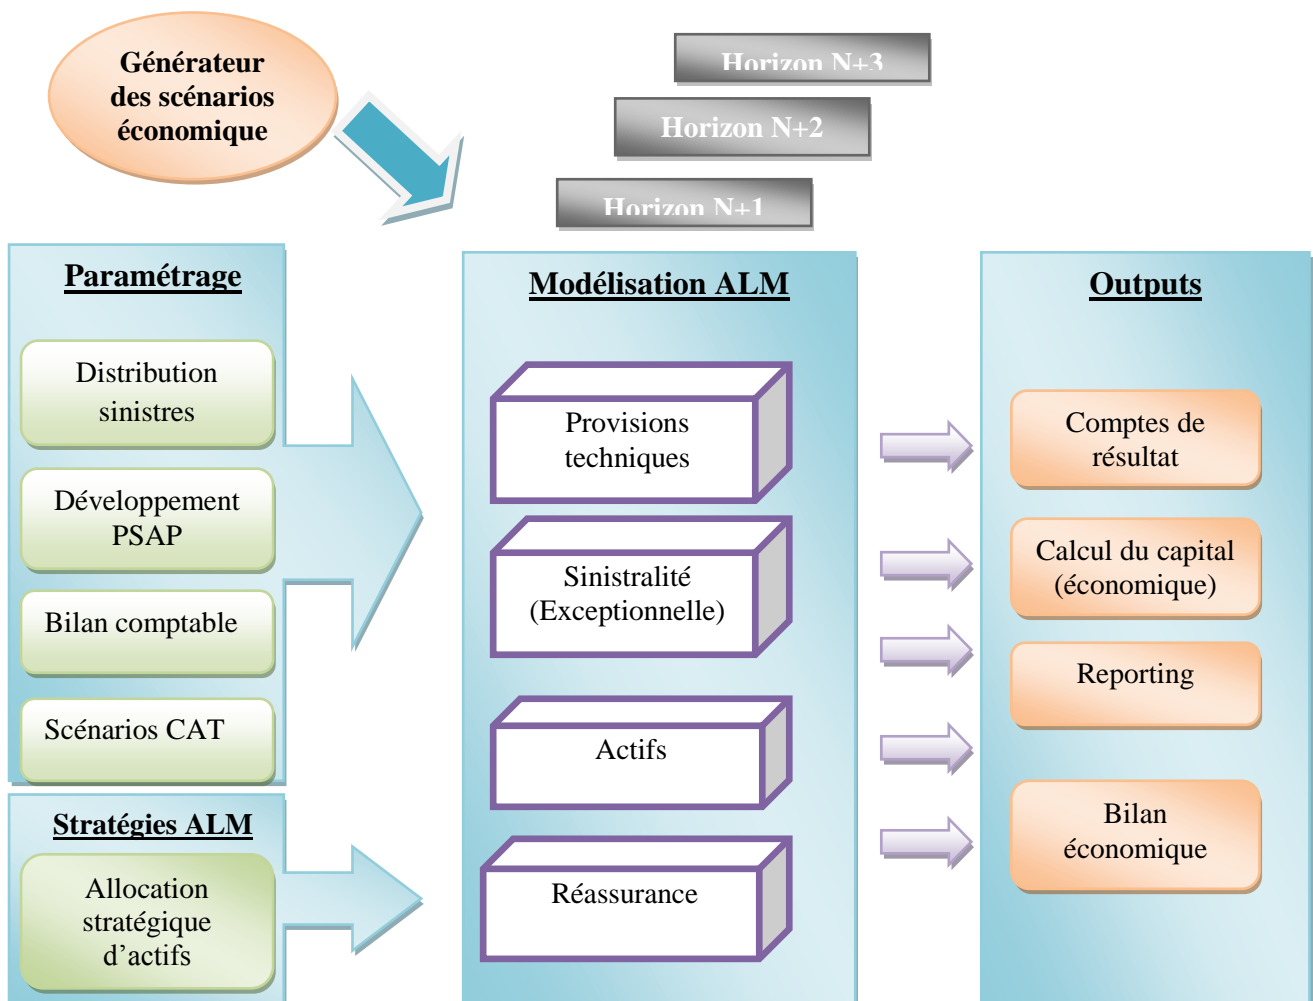 Générateur
des scénarios
économique
Horizon N+3
Horizon N+2
Horizon N+1
Paramétrage
Distribution
sinistres
Développement
PSAP
Bilan comptable
Scénarios CAT
Stratégies ALM
Allocation
stratégique
d’actifs
Modélisation ALM
Provisions
techniques
Sinistralité
(Exceptionnelle)
Actifs
Réassurance
Outputs
Comptes de
résultat
Calcul du capital
(économique)
Reporting
Bilan
économique